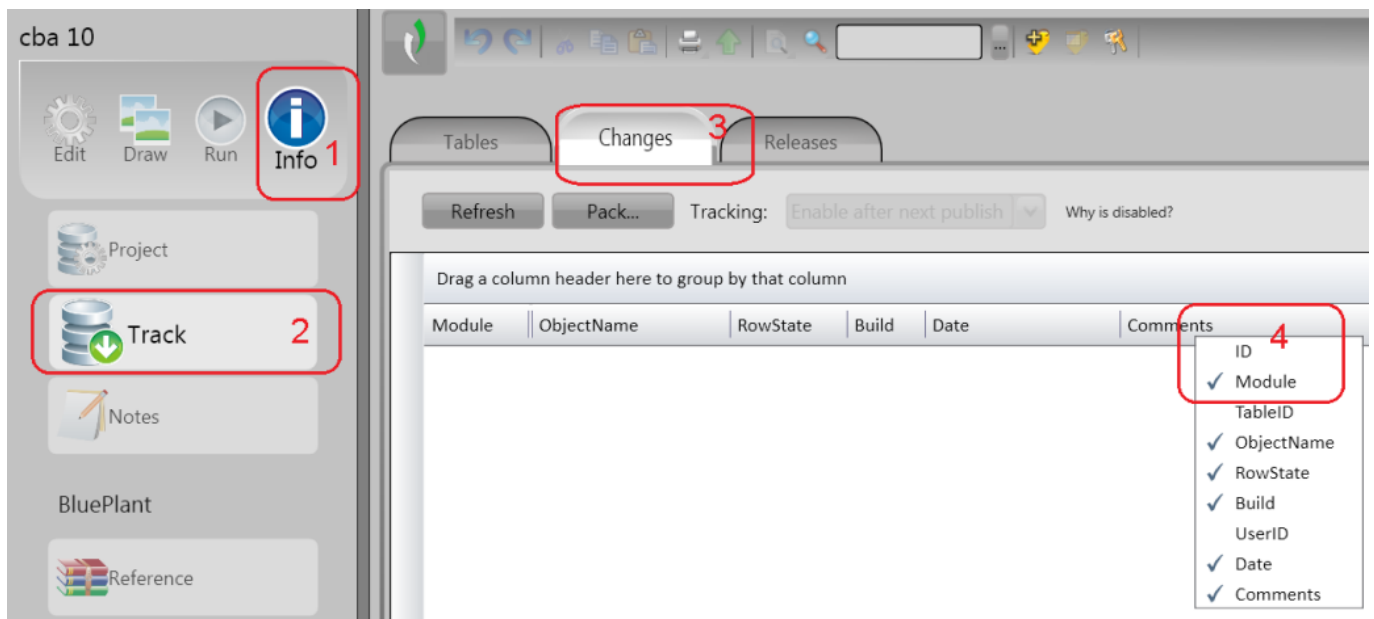 cba 10
Edit Draw Run Info 1
Project
Track 2
Notes
BluePlant
Reference
...
Tables Changes 3 Releases
Refresh Pack... Tracking: Enable after next publish Why is disabled?
Drag a column header here to group by that column
Module ObjectName RowState Build Date Comments
ID 4
Module
TableID
ObjectName
RowState
Build
UserID
Date
Comments